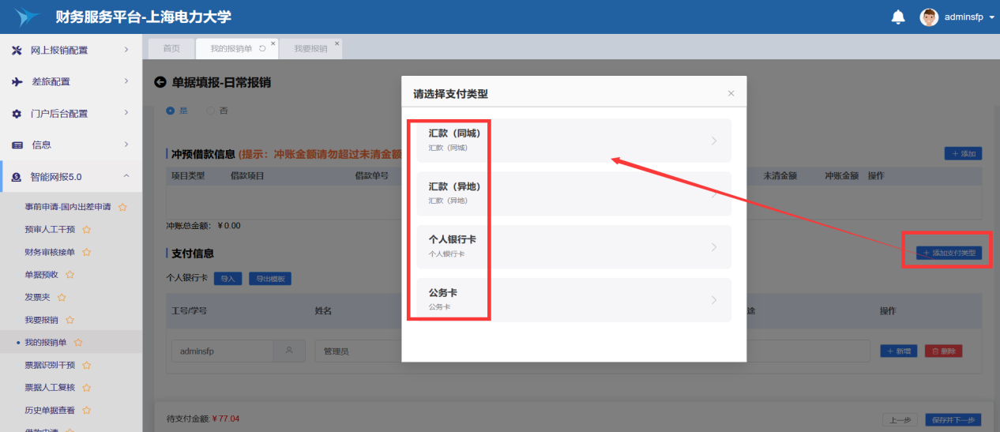 财务服务平台-上海电力大学
adminsfp
网上报销配置
差旅配置
门户后台配置
信息
智能网报5.0
事前申请-国内出差申请
预审人工干预
财务审核接单
单据预收
发票夹
我要报销
我的报销单
票据识别干预
票据人工复核
历史单据查看
借款申请
首页
我的报销单
我要报销
单据填报-日常报销
是
否
冲预借款信息 (提示：冲账金额请勿超过未清金额
+ 添加
项目类型
借款项目
借款单号
未清金额
冲账金额
操作
冲账总金额：￥0.00
支付信息
+ 添加支付类型
个人银行卡
导入
导出模板
工号/学号
姓名
途
操作
adminsfp
管理员
+ 新增
删除
待支付金额:￥77.04
上一步
保存并下一步
请选择支付类型
汇款（同城）
汇款（同城）
汇款（异地）
汇款（异地）
个人银行卡
个人银行卡
公务卡
公务卡